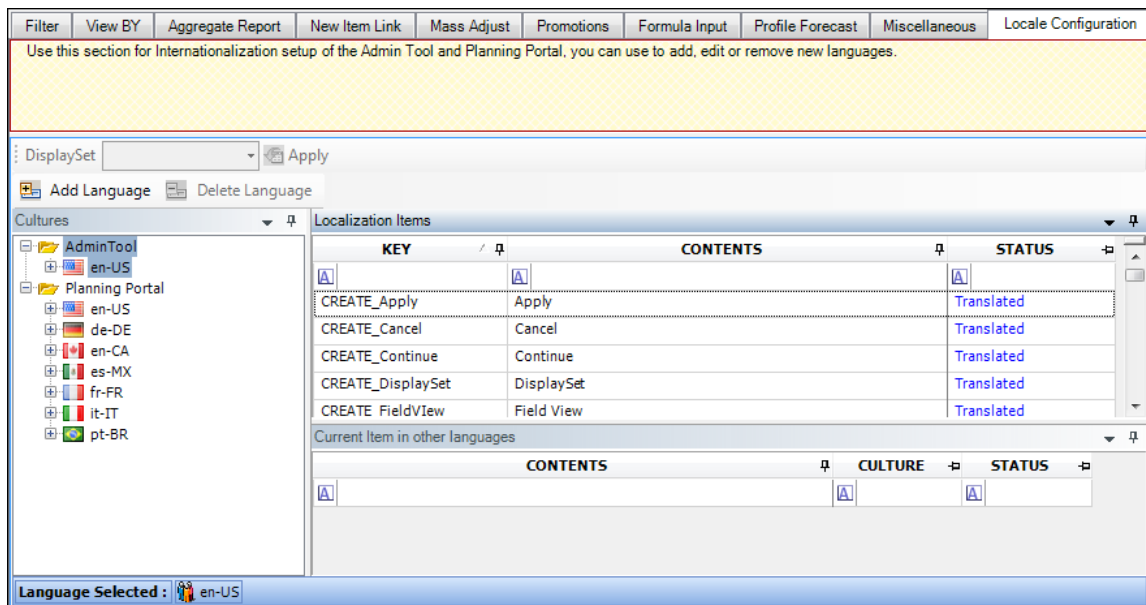 Filter View BY Aggregate Report New Item Link Mass Adjust Promotions Formula Input Profile Forecast Miscellaneous Locale Configuration
Use this section for Internationalization setup of the Admin Tool and Planning Portal, you can use to add, edit or remove new languages.
DisplaySet Apply
Add Language Delete Language
Cultures
AdminTool
en-US
Planning Portal
en-US
de-DE
en-CA
es-MX
fr-FR
it-IT
pt-BR
Localization Items
KEY CONTENTS STATUS
A A A
CREATE_Apply Apply Translated
CREATE_Cancel Cancel Translated
CREATE_Continue Continue Translated
CREATE_DisplaySet DisplaySet Translated
CREATE_FieldVIew Field View Translated
Current Item in other languages
CONTENTS CULTURE STATUS
A A A
Language Selected : en-US